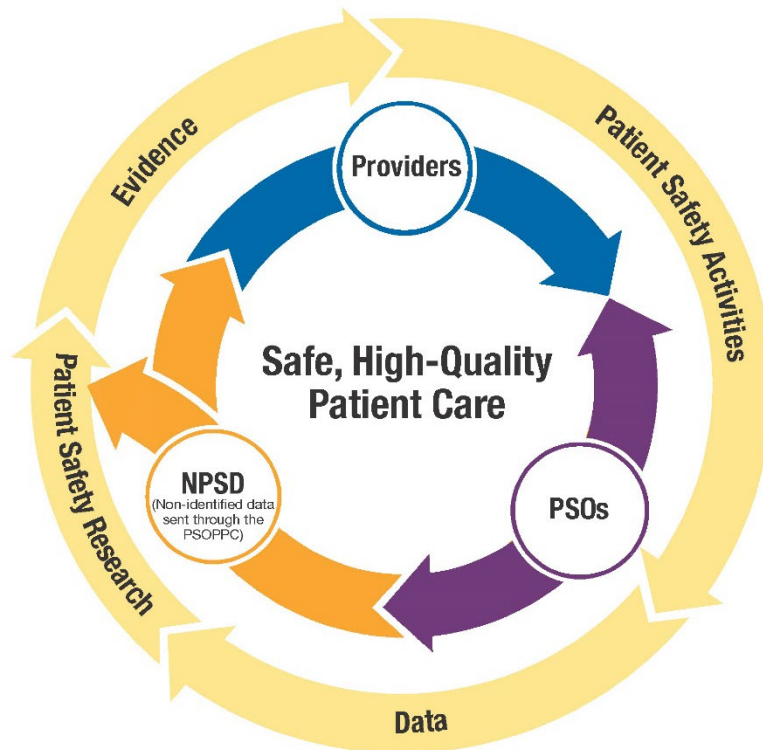 Evidence
Patient Safety Activities
Providers
Safe, High-Quality
Patient Care
NPSD
(Non-identified data
sent through the
PSOPPC)
PSOs
Patient Safety Research
Data